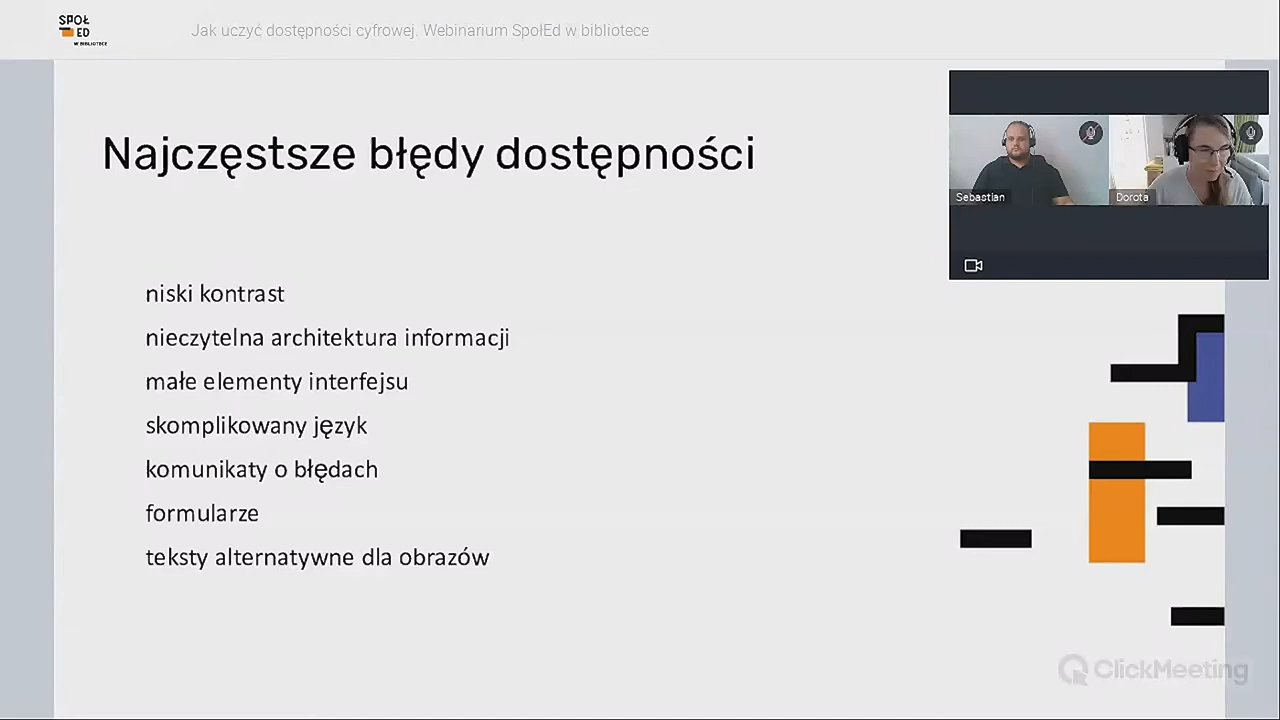 SPOŁ
ED
W BIBLIOTECE
Jak uczyć dostępności cyfrowej. Webinarium SpołEd w bibliotece
Najczęstsze błędy dostępności
Sebastian
Dorota
niski kontrast
nieczytelna architektura informacji
małe elementy interfejsu
skomplikowany język
komunikaty o błędach
formularze
teksty alternatywne dla obrazów
ClickMeeting